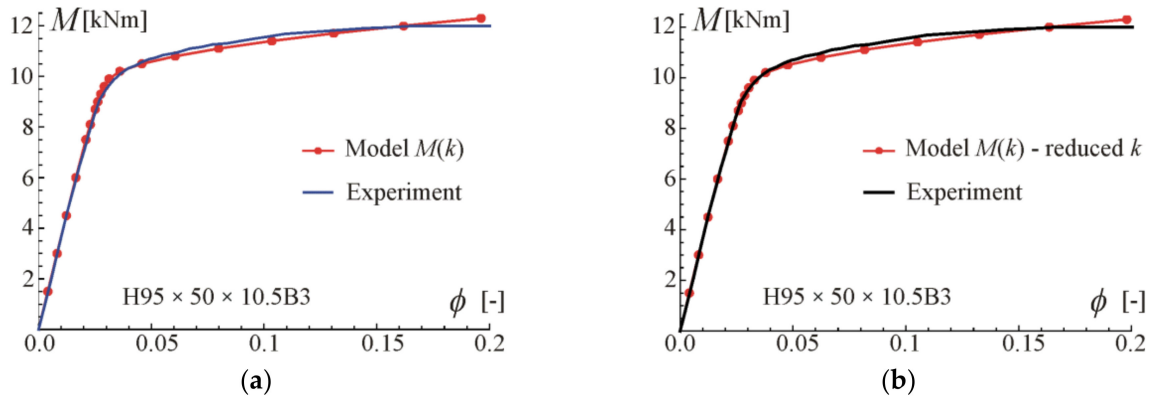 M [kNm]
12
10
8
6
4
2
Model M(k)
Experiment
H95 × 50 × 10.5B3
ϕ [-]
0.0 0.05 0.1 0.15 0.2
(a)
M [kNm]
12
10
8
6
4
2
Model M(k) - reduced k
Experiment
H95 × 50 × 10.5B3
ϕ [-]
0.0 0.05 0.1 0.15 0.2
(b)